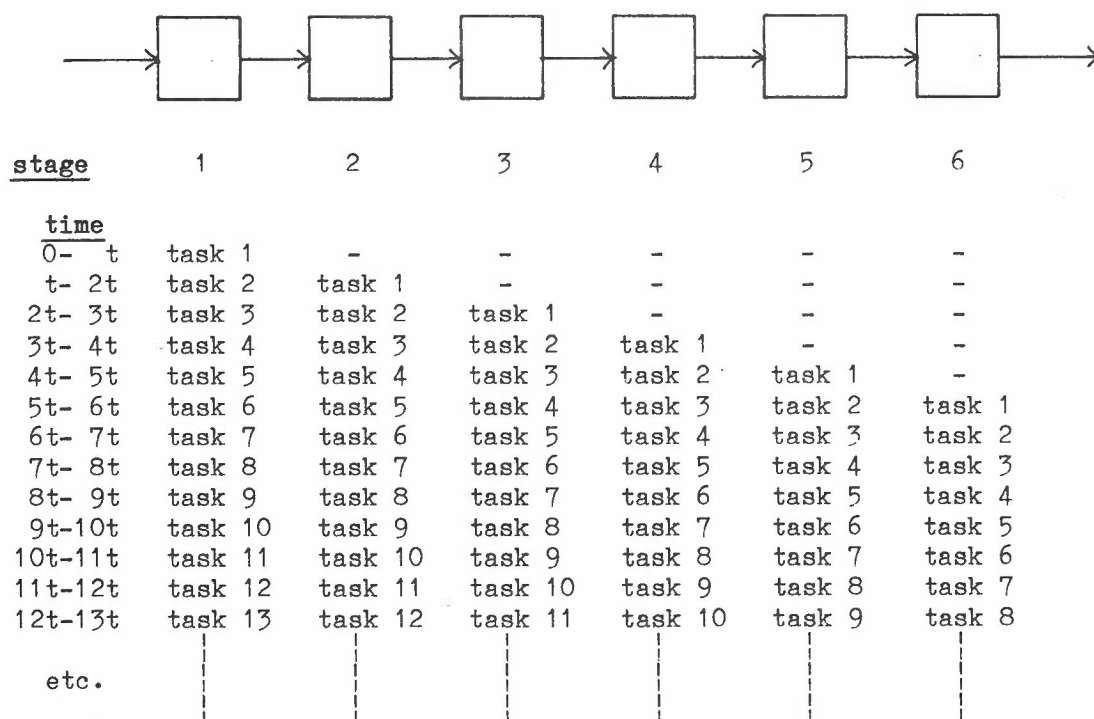 stage 1 2 3 4 5 6
time
0- t task 1 - - - - -
t- 2t task 2 task 1 - - - -
2t- 3t task 3 task 2 task 1 - - -
3t- 4t task 4 task 3 task 2 task 1 - -
4t- 5t task 5 task 4 task 3 task 2 task 1 -
5t- 6t task 6 task 5 task 4 task 3 task 2 task 1
6t- 7t task 7 task 6 task 5 task 4 task 3 task 2
7t- 8t task 8 task 7 task 6 task 5 task 4 task 3
8t- 9t task 9 task 8 task 7 task 6 task 5 task 4
9t-10t task 10 task 9 task 8 task 7 task 6 task 5
10t-11t task 11 task 10 task 9 task 8 task 7 task 6
11t-12t task 12 task 11 task 10 task 9 task 8 task 7
12t-13t task 13 task 12 task 11 task 10 task 9 task 8
etc.